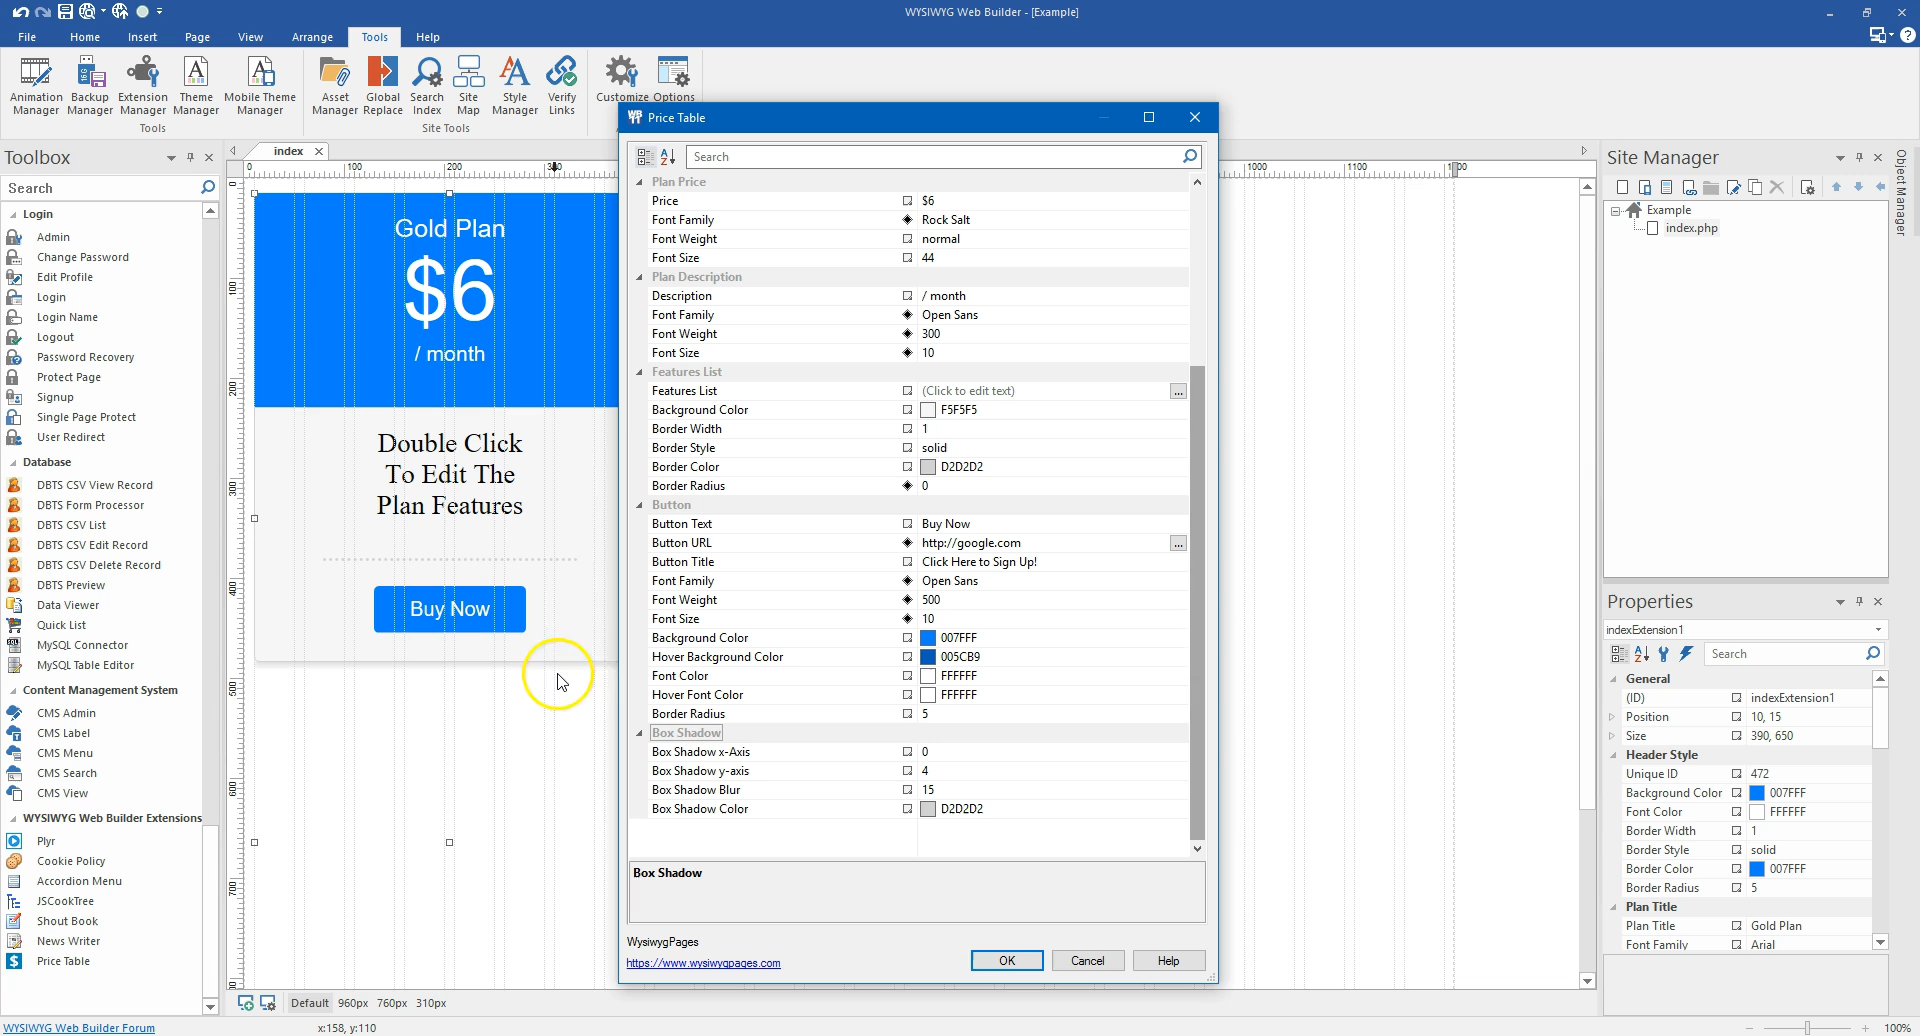 WYSIWYG Web Builder - [Example]
File Home Insert Page View Arrange Tools Help
Animation Manager
Backup Manager
Extension Manager
Theme Manager
Mobile Theme Manager
Tools
Asset Manager
Global Replace
Search Index
Site Map
Style Manager
Verify Links
Site Tools
Customize
Options
Toolbox
Search
Login
Admin
Change Password
Edit Profile
Login
Login Name
Logout
Password Recovery
Protect Page
Signup
Single Page Protect
User Redirect
Database
DBTS CSV View Record
DBTS Form Processor
DBTS CSV List
DBTS CSV Edit Record
DBTS CSV Delete Record
DBTS Preview
Data Viewer
Quick List
MySQL Connector
MySQL Table Editor
Content Management System
CMS Admin
CMS Label
CMS Menu
CMS Search
CMS View
WYSIWYG Web Builder Extensions
Plyr
Cookie Policy
Accordion Menu
JSCookTree
Shout Book
News Writer
Price Table
WYSIWYG Web Builder Forum
index
0 100 200 300 1000 1100
0
100
200
300
400
500
600
700
Gold Plan
$6
/ month
Double Click
To Edit The
Plan Features
Buy Now
Default 960px 760px 310px
x:158, y:110
Price Table
Search
Plan Price
Price $6
Font Family Rock Salt
Font Weight normal
Font Size 44
Plan Description
Description / month
Font Family Open Sans
Font Weight 300
Font Size 10
Features List
Features List (Click to edit text) ...
Background Color F5F5F5
Border Width 1
Border Style solid
Border Color D2D2D2
Border Radius 0
Button
Button Text Buy Now
Button URL http://google.com ...
Button Title Click Here to Sign Up!
Font Family Open Sans
Font Weight 500
Font Size 10
Background Color 007FFF
Hover Background Color 005CB9
Font Color FFFFFF
Hover Font Color FFFFFF
Border Radius 5
Box Shadow
Box Shadow x-Axis 0
Box Shadow y-axis 4
Box Shadow Blur 15
Box Shadow Color D2D2D2
Box Shadow
WysiwygPages
https://www.wysiwygpages.com
OK Cancel Help
Site Manager
Example
index.php
Object Manager
Properties
indexExtension1
Search
General
(ID) indexExtension1
Position 10, 15
Size 390, 650
Header Style
Unique ID 472
Background Color 007FFF
Font Color FFFFFF
Border Width 1
Border Style solid
Border Color 007FFF
Border Radius 5
Plan Title
Plan Title Gold Plan
Font Family Arial
100%